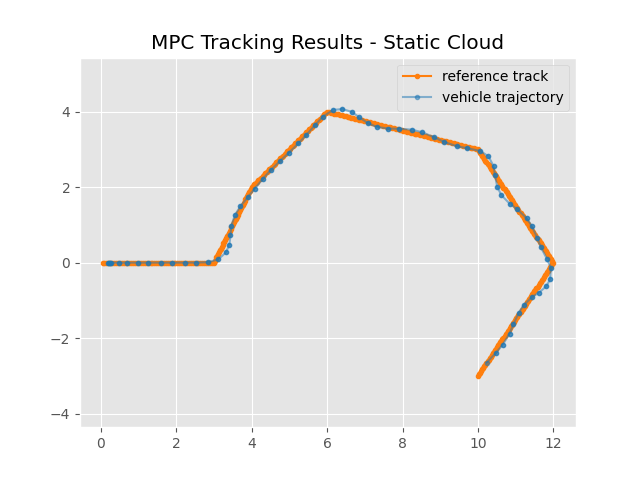 MPC Tracking Results - Static Cloud
reference track
vehicle trajectory
4
2
0
−2
−4
0 2 4 6 8 10 12